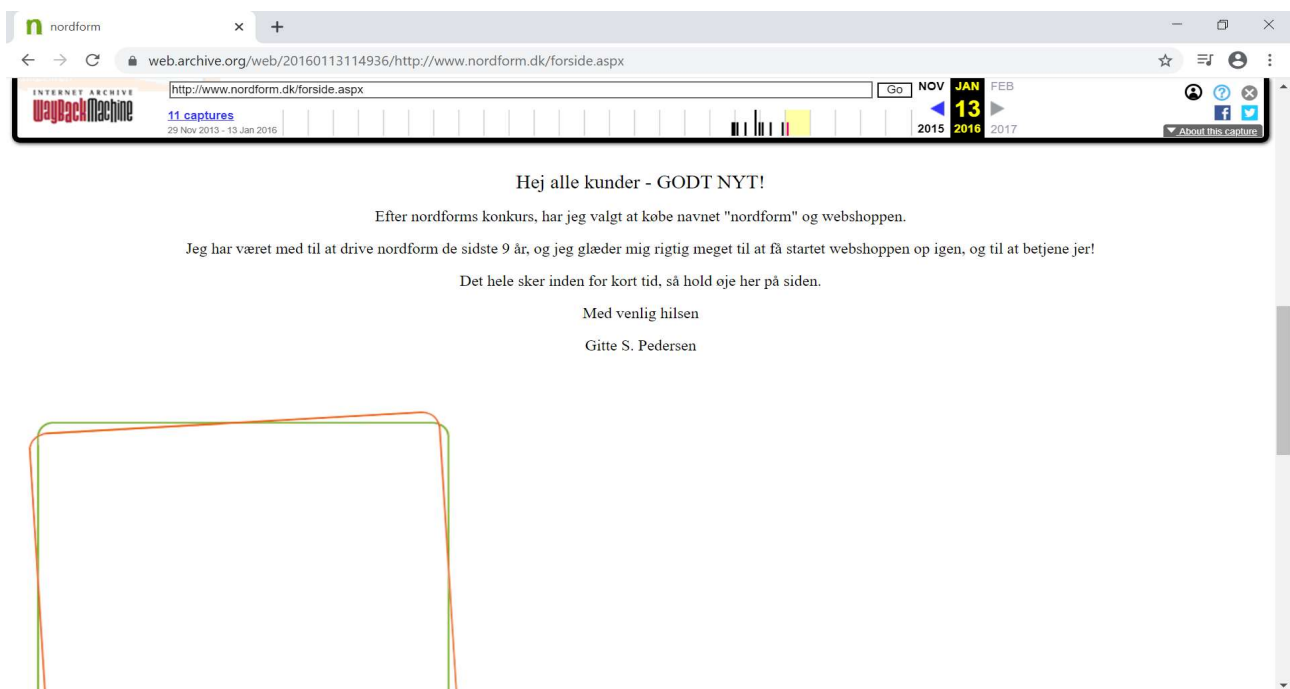 nordform
web.archive.org/web/20160113114936/http://www.nordform.dk/forside.aspx
INTERNET ARCHIVE
WayBackMachine
http://www.nordform.dk/forside.aspx
Go
NOV JAN FEB
11 captures
13
29 Nov 2013 - 13 Jan 2016
2015 2016 2017
About this capture
Hej alle kunder - GODT NYT!
Efter nordforms konkurs, har jeg valgt at købe navnet "nordform" og webshoppen.
Jeg har været med til at drive nordform de sidste 9 år, og jeg glæder mig rigtig meget til at få startet webshoppen op igen, og til at betjene jer!
Det hele sker inden for kort tid, så hold øje her på siden.
Med venlig hilsen
Gitte S. Pedersen